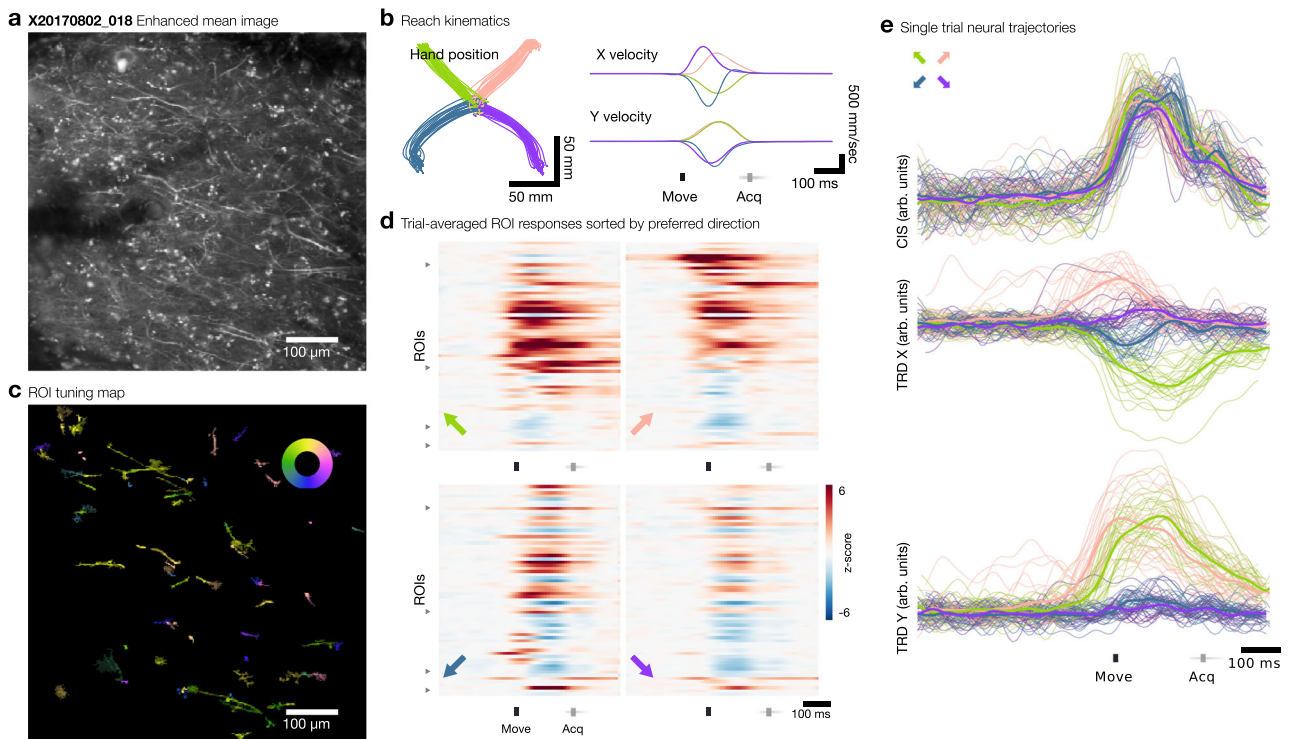 a X20170802_018 Enhanced mean image
100 µm
b Reach kinematics
Hand position
50 mm
50 mm
X velocity
Y velocity
500 mm/sec
100 ms
Move
Acq
c ROI tuning map
100 µm
d Trial-averaged ROI responses sorted by preferred direction
ROIs
ROIs
6
z-score
-6
100 ms
Move
Acq
e Single trial neural trajectories
CIS (arb. units)
TRD X (arb. units)
TRD Y (arb. units)
100 ms
Move
Acq